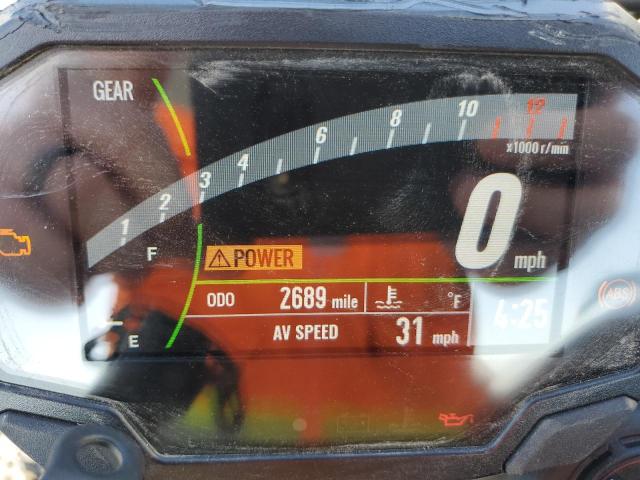 GEAR
1 2 3 4 6 8 10 12
x1000 r/min
F
⚠POWER
0 mph
ODO 2689 mile °F
ABS
4:25
E
AV SPEED 31 mph